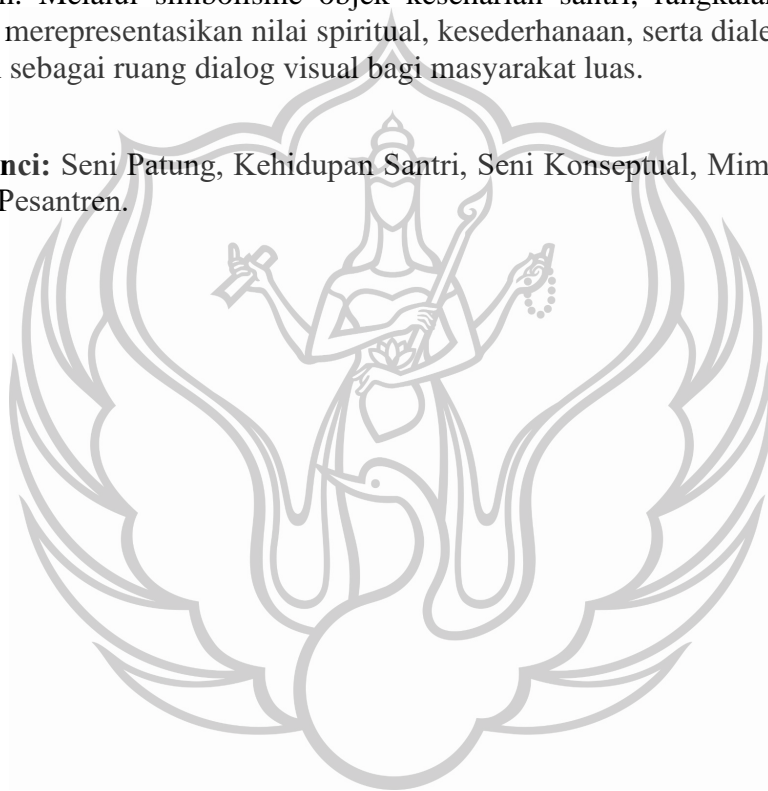 Melalui simbolisme objek keseharian santri, rangkaian
merepresentasikan nilai spiritual, kesederhanaan, serta
sebagai ruang dialog visual bagi masyarakat luas.
Seni Patung, Kehidupan Santri, Seni Konseptual,
Pesantren.